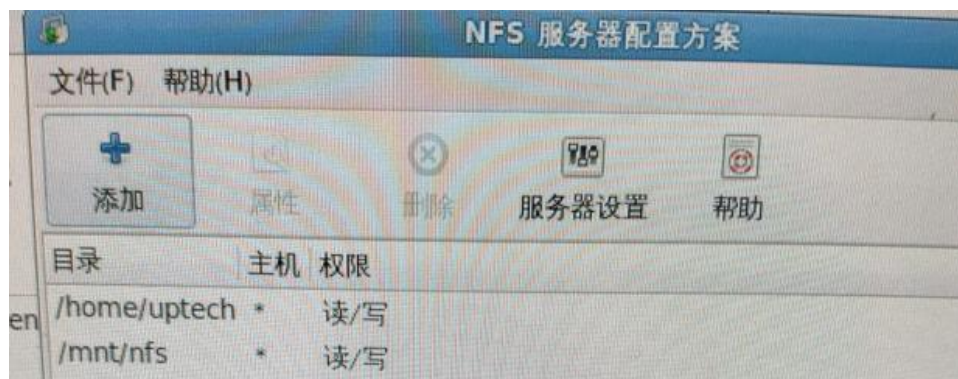 NFS 服务器配置方案
文件(F) 帮助(H)
添加 属性 删除 服务器设置 帮助
目录 主机 权限
/home/uptech * 读/写
en
/mnt/nfs * 读/写